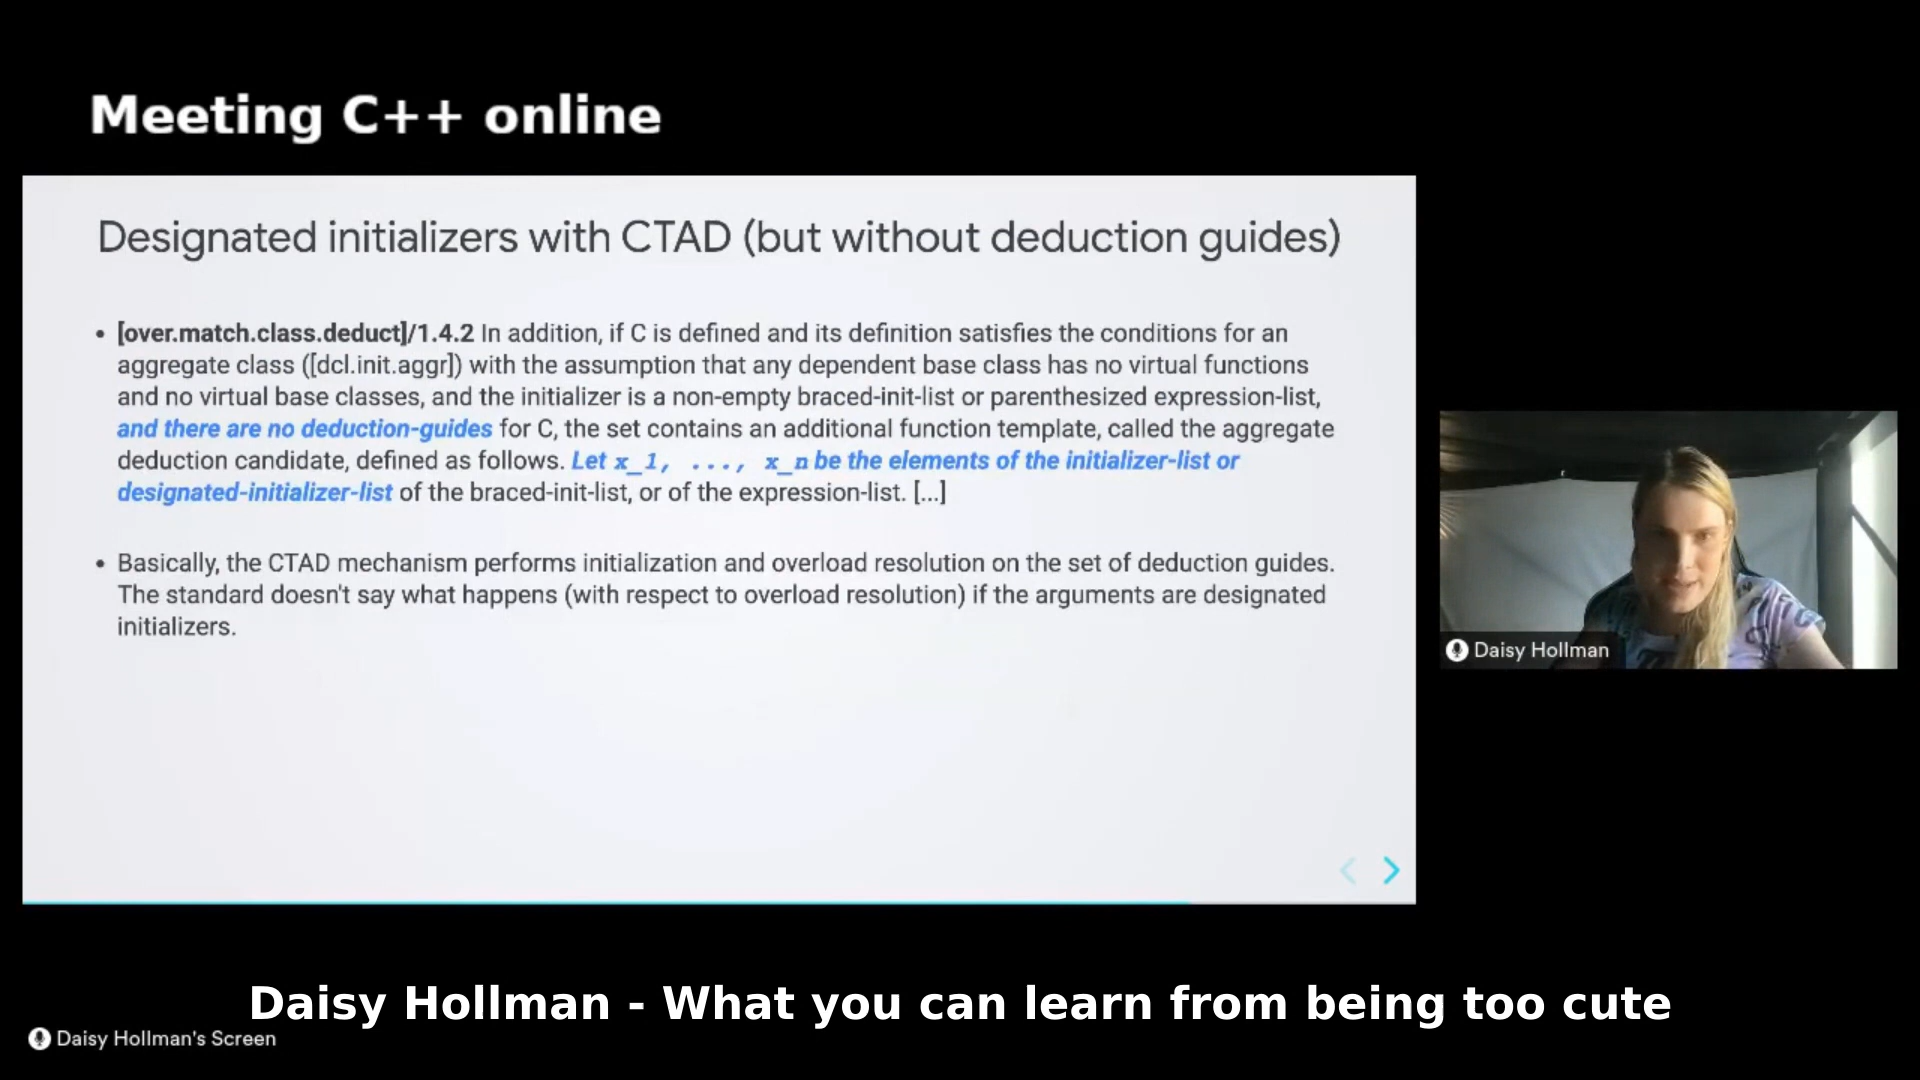 Meeting C++ online
Designated initializers with CTAD (but without deduction guides)
• [over.match.class.deduct]/1.4.2 In addition, if C is defined and its definition satisfies the conditions for an
aggregate class ([dcl.init.aggr]) with the assumption that any dependent base class has no virtual functions
and no virtual base classes, and the initializer is a non-empty braced-init-list or parenthesized expression-list,
and there are no deduction-guides for C, the set contains an additional function template, called the aggregate
deduction candidate, defined as follows. Let x_1, ..., x_n be the elements of the initializer-list or
designated-initializer-list of the braced-init-list, or of the expression-list. [...]
• Basically, the CTAD mechanism performs initialization and overload resolution on the set of deduction guides.
The standard doesn't say what happens (with respect to overload resolution) if the arguments are designated
initializers.
Daisy Hollman
Daisy Hollman - What you can learn from being too cute
Daisy Hollman's Screen